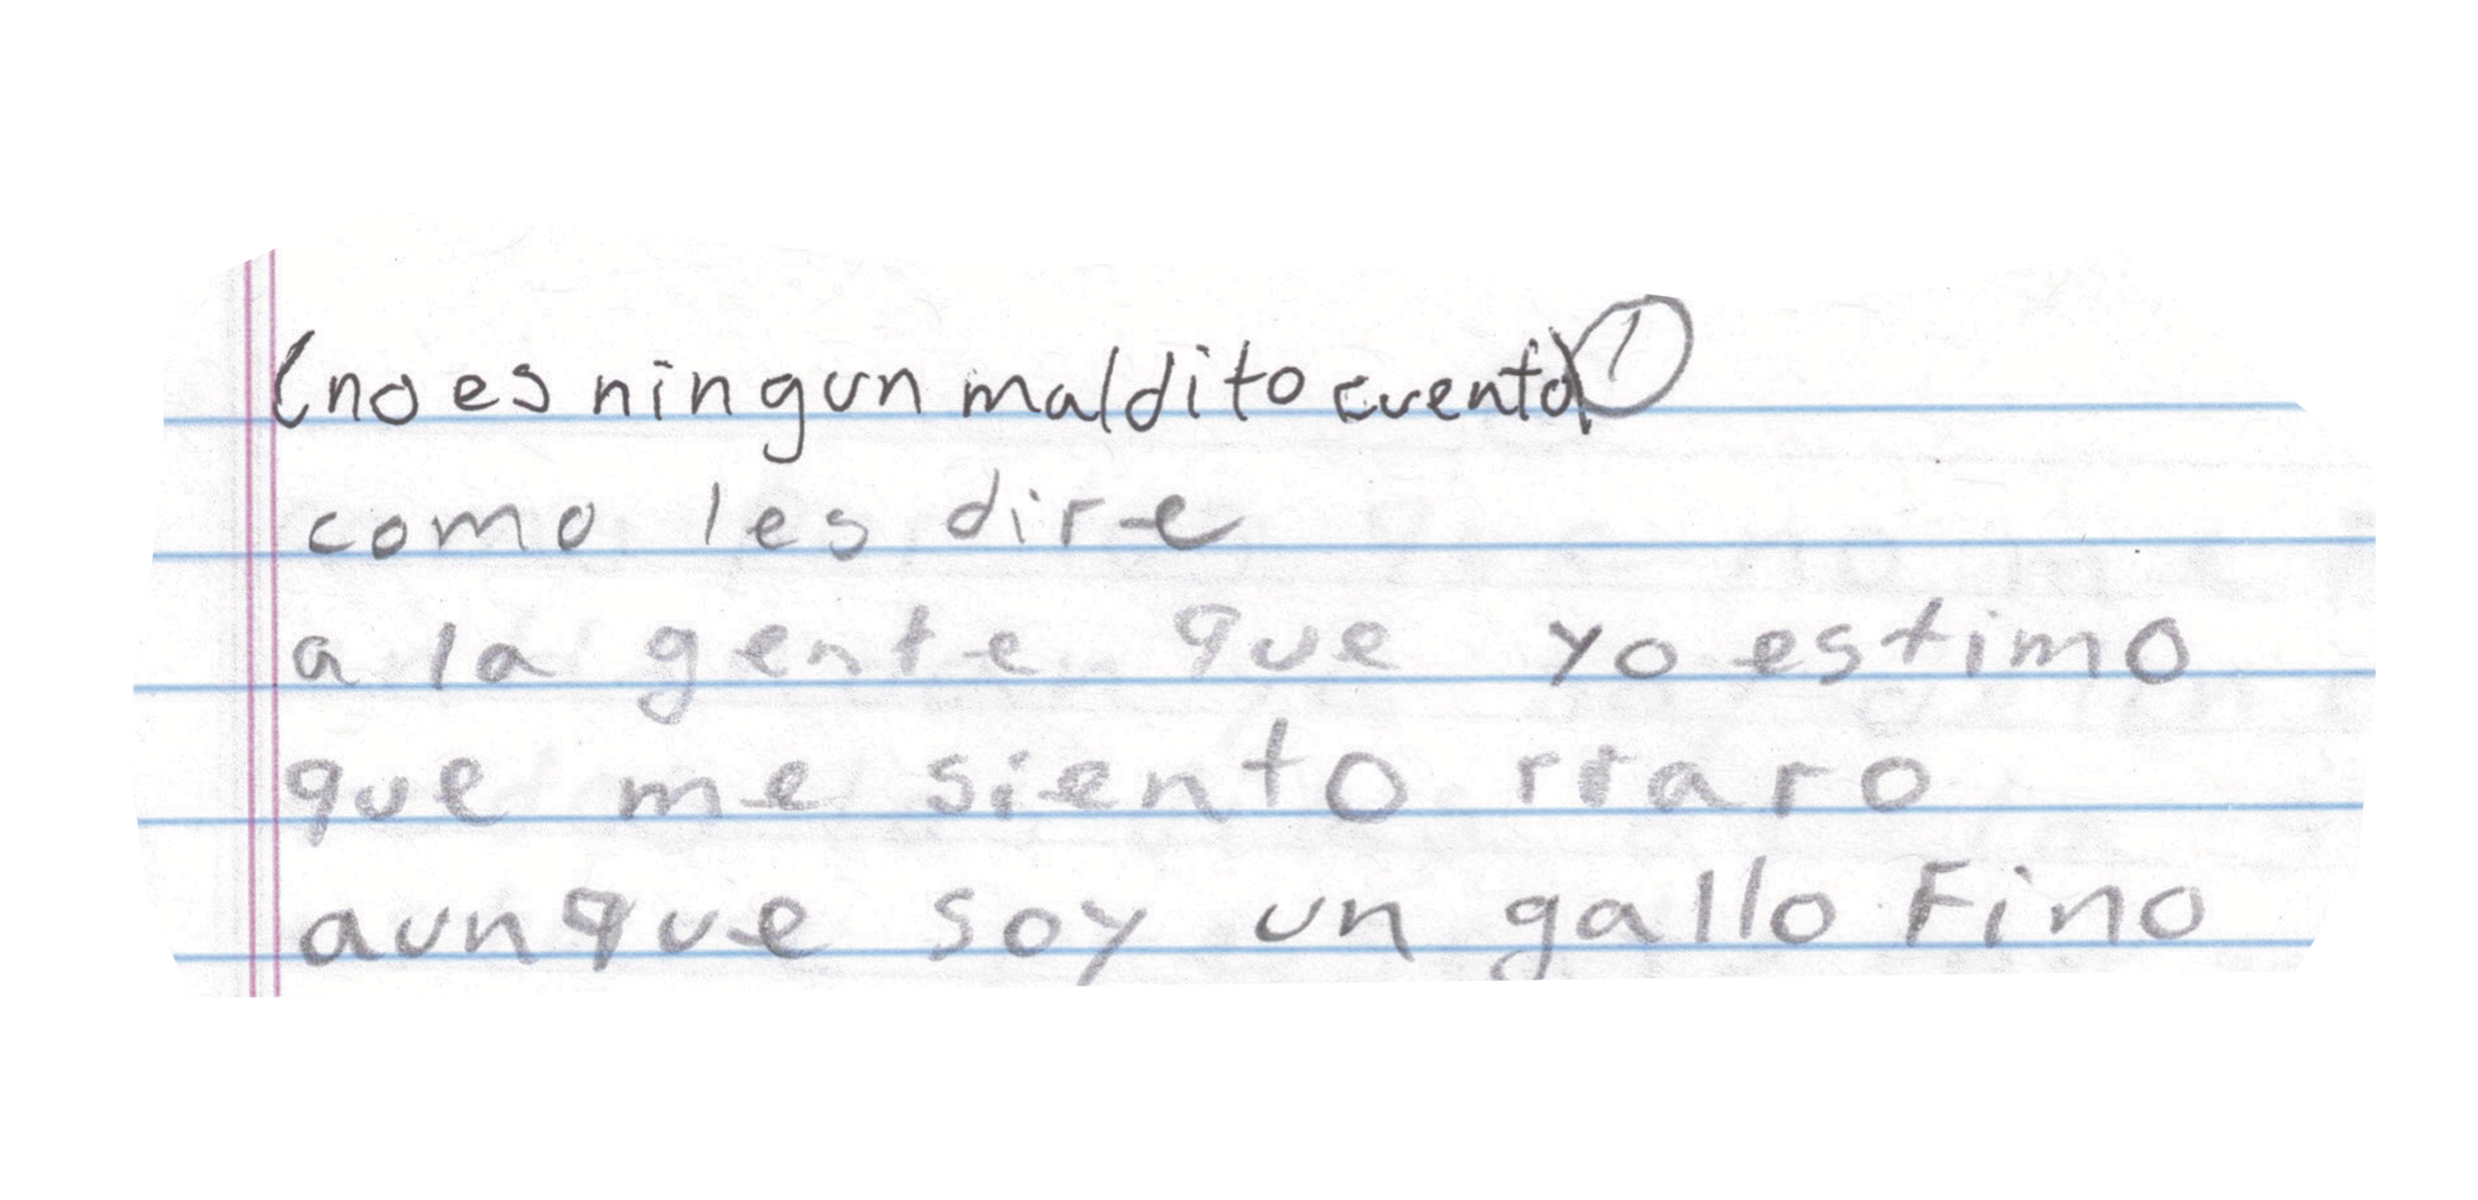 (no es ningun maldito cuento) 1
como les dire
a la gente que yo estimo
que me siento rraro
aunque soy un gallo Fino